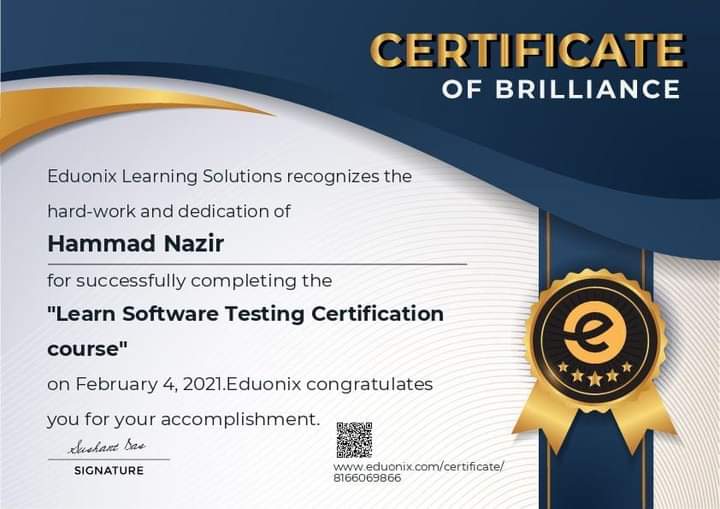 CERTIFICATE
OF BRILLIANCE
Eduonix Learning Solutions recognizes the
hard-work and dedication of
Hammad Nazir
for successfully completing the
"Learn Software Testing Certification
course"
on February 4, 2021.Eduonix congratulates
you for your accomplishment.
Sushant Das
SIGNATURE
www.eduonix.com/certificate/
8166069866
e